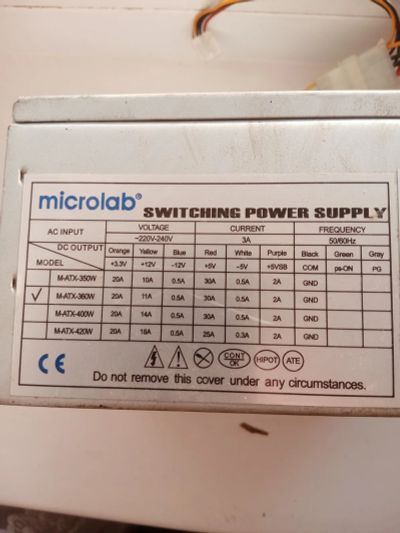 microlab®
SWITCHING POWER SUPPLY
AC INPUT VOLTAGE CURRENT FREQUENCY
~220V-240V 3A 50/60Hz
DC OUTPUT Orange Yellow Blue Red White Purple Black Green Gray
MODEL +3.3V +12V -12V +5V -5V +5VSB COM ps-ON PG
M-ATX-350W 20A 10A 0.5A 30A 0.5A 2A GND
M-ATX-360W 20A 11A 0.5A 30A 0.5A 2A GND
M-ATX-400W 20A 14A 0.5A 30A 0.5A 2A GND
M-ATX-420W 20A 18A 0.5A 25A 0.3A 2A GND
CE CONT OK HIPOT ATE
Do not remove this cover under any circumstances.